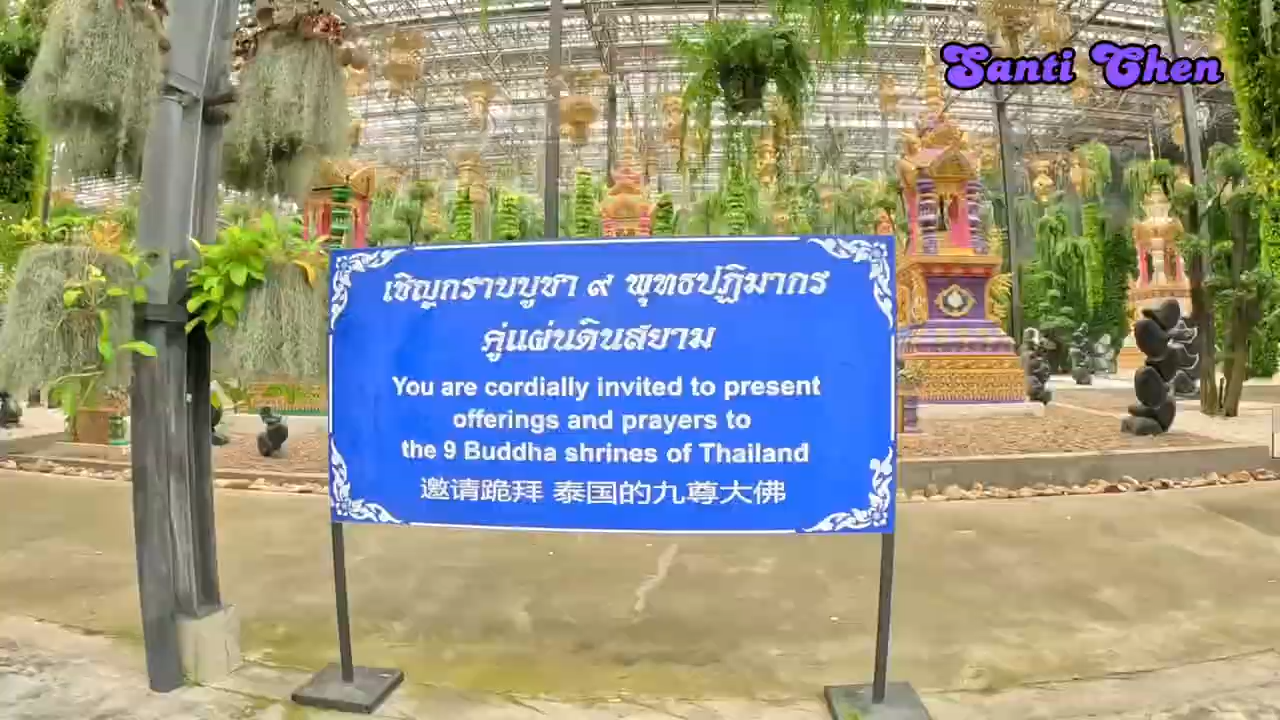 Santi Chen
เชิญกราบบูชา ๙ พุทธปฏิมากร
คู่แผ่นดินสยาม
You are cordially invited to present
offerings and prayers to
the 9 Buddha shrines of Thailand
邀请跪拜 泰国的九尊大佛